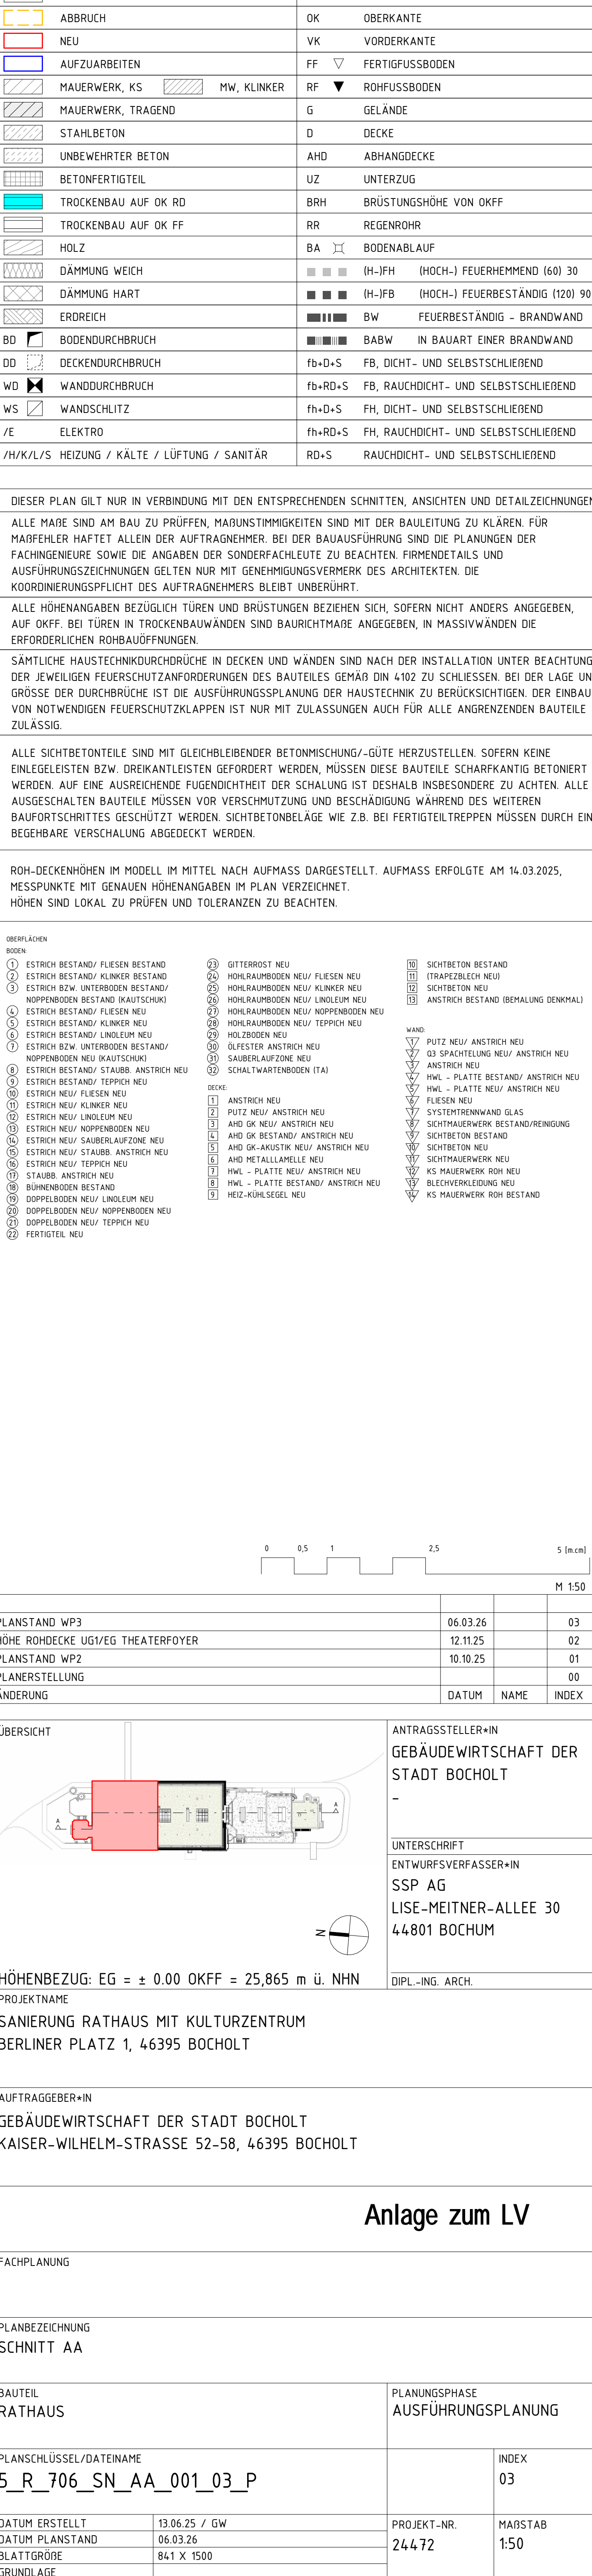 ABBRUCH
NEU
AUFZUARBEITEN
MAUERWERK, KS MW, KLINKER
MAUERWERK, TRAGEND
STAHLBETON
UNBEWEHRTER BETON
BETONFERTIGTEIL
TROCKENBAU AUF OK RD
TROCKENBAU AUF OK FF
HOLZ
DÄMMUNG WEICH
DÄMMUNG HART
ERDREICH
BD BODENDURCHBRUCH
DD DECKENDURCHBRUCH
WD WANDDURCHBRUCH
WS WANDSCHLITZ
/E ELEKTRO
/H/K/L/S HEIZUNG / KÄLTE / LÜFTUNG / SANITÄR
OK OBERKANTE
VK VORDERKANTE
FF FERTIGFUSSBODEN
RF ROHFUSSBODEN
G GELÄNDE
D DECKE
AHD ABHANGDECKE
UZ UNTERZUG
BRH BRÜSTUNGSHÖHE VON OKFF
RR REGENROHR
BA BODENABLAUF
(H-)FH (HOCH-) FEUERHEMMEND (60) 30
(H-)FB (HOCH-) FEUERBESTÄNDIG (120) 90
BW FEUERBESTÄNDIG - BRANDWAND
BABW IN BAUART EINER BRANDWAND
fb+D+S FB, DICHT- UND SELBSTSCHLIEßEND
fb+RD+S FB, RAUCHDICHT- UND SELBSTSCHLIEßEND
fh+D+S FH, DICHT- UND SELBSTSCHLIEßEND
fh+RD+S FH, RAUCHDICHT- UND SELBSTSCHLIEßEND
RD+S RAUCHDICHT- UND SELBSTSCHLIEßEND
DIESER PLAN GILT NUR IN VERBINDUNG MIT DEN ENTSPRECHENDEN SCHNITTEN, ANSICHTEN UND DETAILZEICHNUNGEN
ALLE MAßE SIND AM BAU ZU PRÜFFEN, MAßUNSTIMMIGKEITEN SIND MIT DER BAULEITUNG ZU KLÄREN. FÜR
MAßFEHLER HAFTET ALLEIN DER AUFTRAGNEHMER. BEI DER BAUAUSFÜHRUNG SIND DIE PLANUNGEN DER
FACHINGENIEURE SOWIE DIE ANGABEN DER SONDERFACHLEUTE ZU BEACHTEN. FIRMENDETAILS UND
AUSFÜHRUNGSZEICHNUNGEN GELTEN NUR MIT GENEHMIGUNGSVERMERK DES ARCHITEKTEN. DIE
KOORDINIERUNGSPFLICHT DES AUFTRAGNEHMERS BLEIBT UNBERÜHRT.
ALLE HÖHENANGABEN BEZÜGLICH TÜREN UND BRÜSTUNGEN BEZIEHEN SICH, SOFERN NICHT ANDERS ANGEGEBEN,
AUF OKFF. BEI TÜREN IN TROCKENBAUWÄNDEN SIND BAURICHTMAßE ANGEGEBEN, IN MASSIVWÄNDEN DIE
ERFORDERLICHEN ROHBAUÖFFNUNGEN.
SÄMTLICHE HAUSTECHNIKDURCHDRÜCHE IN DECKEN UND WÄNDEN SIND NACH DER INSTALLATION UNTER BEACHTUNG
DER JEWEILIGEN FEUERSCHUTZANFORDERUNGEN DES BAUTEILES GEMÄß DIN 4102 ZU SCHLIESSEN. BEI DER LAGE UN
GRÖSSE DER DURCHBRÜCHE IST DIE AUSFÜHRUNGSSPLANUNG DER HAUSTECHNIK ZU BERÜCKSICHTIGEN. DER EINBAU
VON NOTWENDIGEN FEUERSCHUTZKLAPPEN IST NUR MIT ZULASSUNGEN AUCH FÜR ALLE ANGRENZENDEN BAUTEILE
ZULÄSSIG.
ALLE SICHTBETONTEILE SIND MIT GLEICHBLEIBENDER BETONMISCHUNG/-GÜTE HERZUSTELLEN. SOFERN KEINE
EINLEGELEISTEN BZW. DREIKANTLEISTEN GEFORDERT WERDEN, MÜSSEN DIESE BAUTEILE SCHARFKANTIG BETONIERT
WERDEN. AUF EINE AUSREICHENDE FUGENDICHTHEIT DER SCHALUNG IST DESHALB INSBESONDERE ZU ACHTEN. ALLE
AUSGESCHALTEN BAUTEILE MÜSSEN VOR VERSCHMUTZUNG UND BESCHÄDIGUNG WÄHREND DES WEITEREN
BAUFORTSCHRITTES GESCHÜTZT WERDEN. SICHTBETONBELÄGE WIE Z.B. BEI FERTIGTEILTREPPEN MÜSSEN DURCH EIN
BEGEHBARE VERSCHALUNG ABGEDECKT WERDEN.
ROH-DECKENHÖHEN IM MODELL IM MITTEL NACH AUFMASS DARGESTELLT. AUFMASS ERFOLGTE AM 14.03.2025,
MESSPUNKTE MIT GENAUEN HÖHENANGABEN IM PLAN VERZEICHNET.
HÖHEN SIND LOKAL ZU PRÜFEN UND TOLERANZEN ZU BEACHTEN.
OBERFLÄCHEN
BODEN:
1 ESTRICH BESTAND/ FLIESEN BESTAND
2 ESTRICH BESTAND/ KLINKER BESTAND
3 ESTRICH BZW. UNTERBODEN BESTAND/
NOPPENBODEN BESTAND (KAUTSCHUK)
4 ESTRICH BESTAND/ FLIESEN NEU
5 ESTRICH BESTAND/ KLINKER NEU
6 ESTRICH BESTAND/ LINOLEUM NEU
7 ESTRICH BZW. UNTERBODEN BESTAND/
NOPPENBODEN NEU (KAUTSCHUK)
8 ESTRICH BESTAND/ STAUBB. ANSTRICH NEU
9 ESTRICH BESTAND/ TEPPICH NEU
10 ESTRICH NEU/ FLIESEN NEU
11 ESTRICH NEU/ KLINKER NEU
12 ESTRICH NEU/ LINOLEUM NEU
13 ESTRICH NEU/ NOPPENBODEN NEU
14 ESTRICH NEU/ SAUBERLAUFZONE NEU
15 ESTRICH NEU/ STAUBB. ANSTRICH NEU
16 ESTRICH NEU/ TEPPICH NEU
17 STAUBB. ANSTRICH NEU
18 BÜHNENBODEN BESTAND
19 DOPPELBODEN NEU/ LINOLEUM NEU
20 DOPPELBODEN NEU/ NOPPENBODEN NEU
21 DOPPELBODEN NEU/ TEPPICH NEU
22 FERTIGTEIL NEU
23 GITTERROST NEU
24 HOHLRAUMBODEN NEU/ FLIESEN NEU
25 HOHLRAUMBODEN NEU/ KLINKER NEU
26 HOHLRAUMBODEN NEU/ LINOLEUM NEU
27 HOHLRAUMBODEN NEU/ NOPPENBODEN NEU
28 HOHLRAUMBODEN NEU/ TEPPICH NEU
29 HOLZBODEN NEU
30 ÖLFESTER ANSTRICH NEU
31 SAUBERLAUFZONE NEU
32 SCHALTWARTENBODEN (TA)
DECKE:
1 ANSTRICH NEU
2 PUTZ NEU/ ANSTRICH NEU
3 AHD GK NEU/ ANSTRICH NEU
4 AHD GK BESTAND/ ANSTRICH NEU
5 AHD GK-AKUSTIK NEU/ ANSTRICH NEU
6 AHD METALLLAMELLE NEU
7 HWL - PLATTE NEU/ ANSTRICH NEU
8 HWL - PLATTE BESTAND/ ANSTRICH NEU
9 HEIZ-KÜHLSEGEL NEU
10 SICHTBETON BESTAND
11 (TRAPEZBLECH NEU)
12 SICHTBETON NEU
13 ANSTRICH BESTAND (BEMALUNG DENKMAL)
WAND:
1 PUTZ NEU/ ANSTRICH NEU
2 Q3 SPACHTELUNG NEU/ ANSTRICH NEU
3 ANSTRICH NEU
4 HWL - PLATTE BESTAND/ ANSTRICH NEU
5 HWL - PLATTE NEU/ ANSTRICH NEU
6 FLIESEN NEU
7 SYSTEMTRENNWAND GLAS
8 SICHTMAUERWERK BESTAND/REINIGUNG
9 SICHTBETON BESTAND
10 SICHTBETON NEU
11 SICHTMAUERWERK NEU
12 KS MAUERWERK ROH NEU
13 BLECHVERKLEIDUNG NEU
14 KS MAUERWERK ROH BESTAND
0 0,5 1 2,5 5 [m.cm]
M 1:50
PLANSTAND WP3 06.03.26 03
HÖHE ROHDECKE UG1/EG THEATERFOYER 12.11.25 02
PLANSTAND WP2 10.10.25 01
PLANERSTELLUNG 00
ÄNDERUNG DATUM NAME INDEX
ÜBERSICHT
A
A
N
HÖHENBEZUG: EG = ± 0.00 OKFF = 25,865 m ü. NHN
ANTRAGSSTELLER*IN
GEBÄUDEWIRTSCHAFT DER
STADT BOCHOLT
-
UNTERSCHRIFT
ENTWURFSVERFASSER*IN
SSP AG
LISE-MEITNER-ALLEE 30
44801 BOCHUM
DIPL.-ING. ARCH.
PROJEKTNAME
SANIERUNG RATHAUS MIT KULTURZENTRUM
BERLINER PLATZ 1, 46395 BOCHOLT
AUFTRAGGEBER*IN
GEBÄUDEWIRTSCHAFT DER STADT BOCHOLT
KAISER-WILHELM-STRASSE 52-58, 46395 BOCHOLT
Anlage zum LV
FACHPLANUNG
PLANBEZEICHNUNG
SCHNITT AA
BAUTEIL
RATHAUS
PLANUNGSPHASE
AUSFÜHRUNGSPLANUNG
PLANSCHLÜSSEL/DATEINAME
5_R_706_SN_AA_001_03_P
INDEX
03
DATUM ERSTELLT 13.06.25 / GW
DATUM PLANSTAND 06.03.26
BLATTGRÖßE 841 X 1500
GRUNDLAGE
PROJEKT-NR.
24472
MAßSTAB
1:50